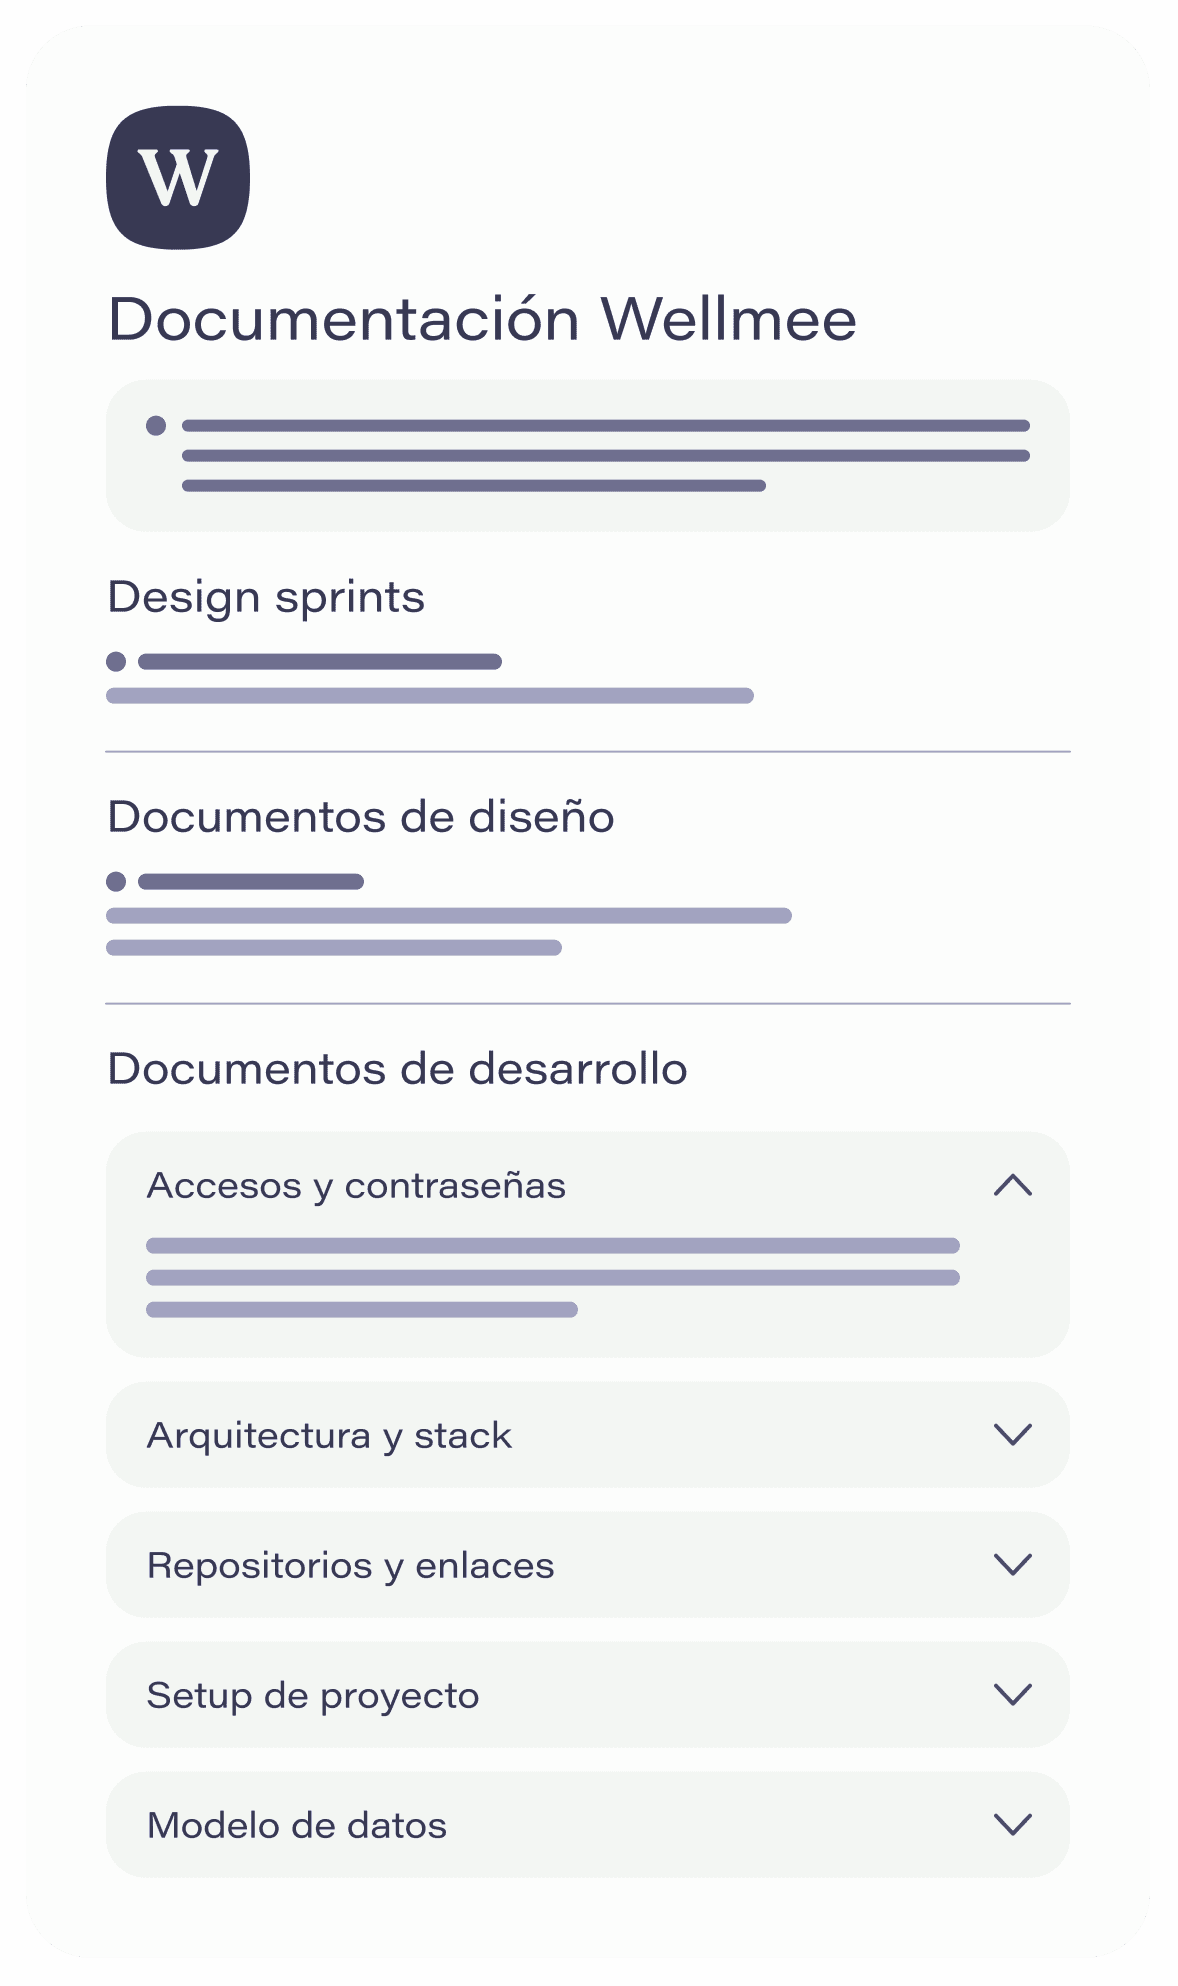 W
Documentación Wellmee
Design sprints
Documentos de diseño
Documentos de desarrollo
Accesos y contraseñas
Arquitectura y stack
Repositorios y enlaces
Setup de proyecto
Modelo de datos